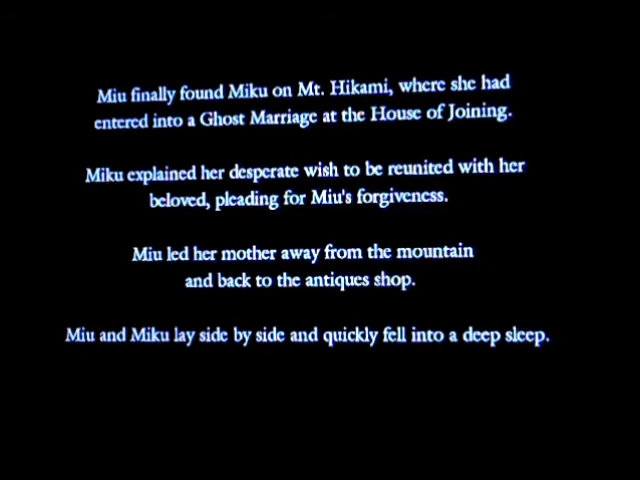 Miu finally found Miku on Mt. Hikami, where she had
entered into a Ghost Marriage at the House of Joining.
Miku explained her desperate wish to be reunited with her
beloved, pleading for Miu's forgiveness.
Miu led her mother away from the mountain
and back to the antiques shop.
Miu and Miku lay side by side and quickly fell into a deep sleep.